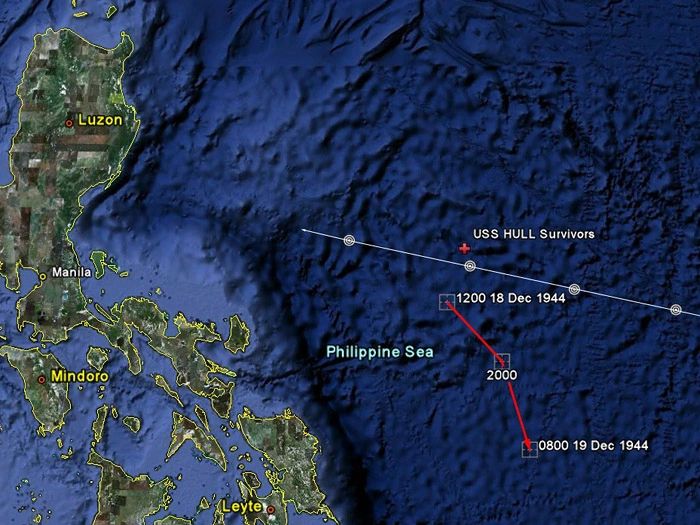 Luzon
USS HULL Survivors
Manila
1200 18 Dec 1944
Philippine Sea
Mindoro
2000
0800 19 Dec 1944
Leyte